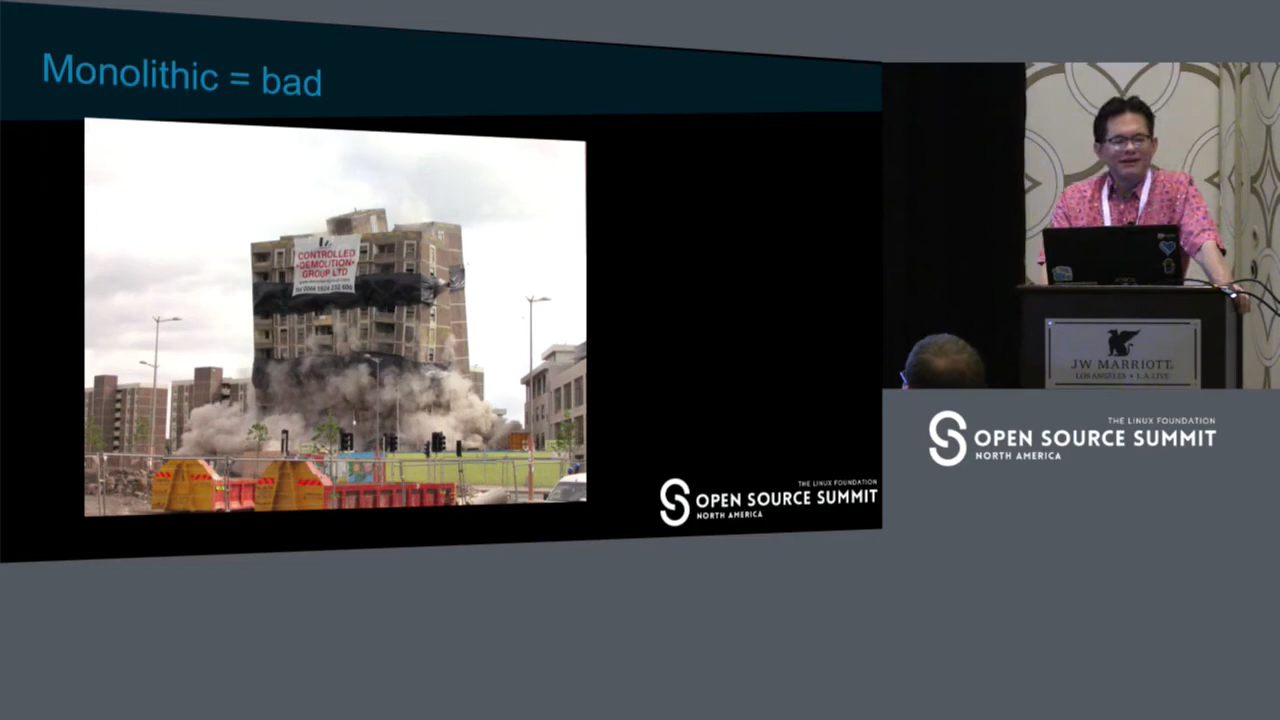 Monolithic = bad
CONTROLLED
DEMOLITION
GROUP LTD
THE LINUX FOUNDATION
OPEN SOURCE SUMMIT
NORTH AMERICA
JW MARRIOTT
LOS ANGELES L.A. LIVE
THE LINUX FOUNDATION
OPEN SOURCE SUMMIT
NORTH AMERICA